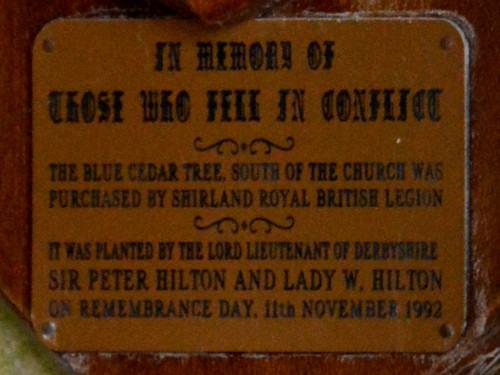 IN MEMORY OF
THOSE WHO FELL IN CONFLICT
THE BLUE CEDAR TREE, SOUTH OF THE CHURCH WAS
PURCHASED BY SHIRLAND ROYAL BRITISH LEGION
IT WAS PLANTED BY THE LORD LIEUTENANT OF DERBYSHIRE
SIR PETER HILTON AND LADY W. HILTON
ON REMEMBRANCE DAY, 11th NOVEMBER 1992